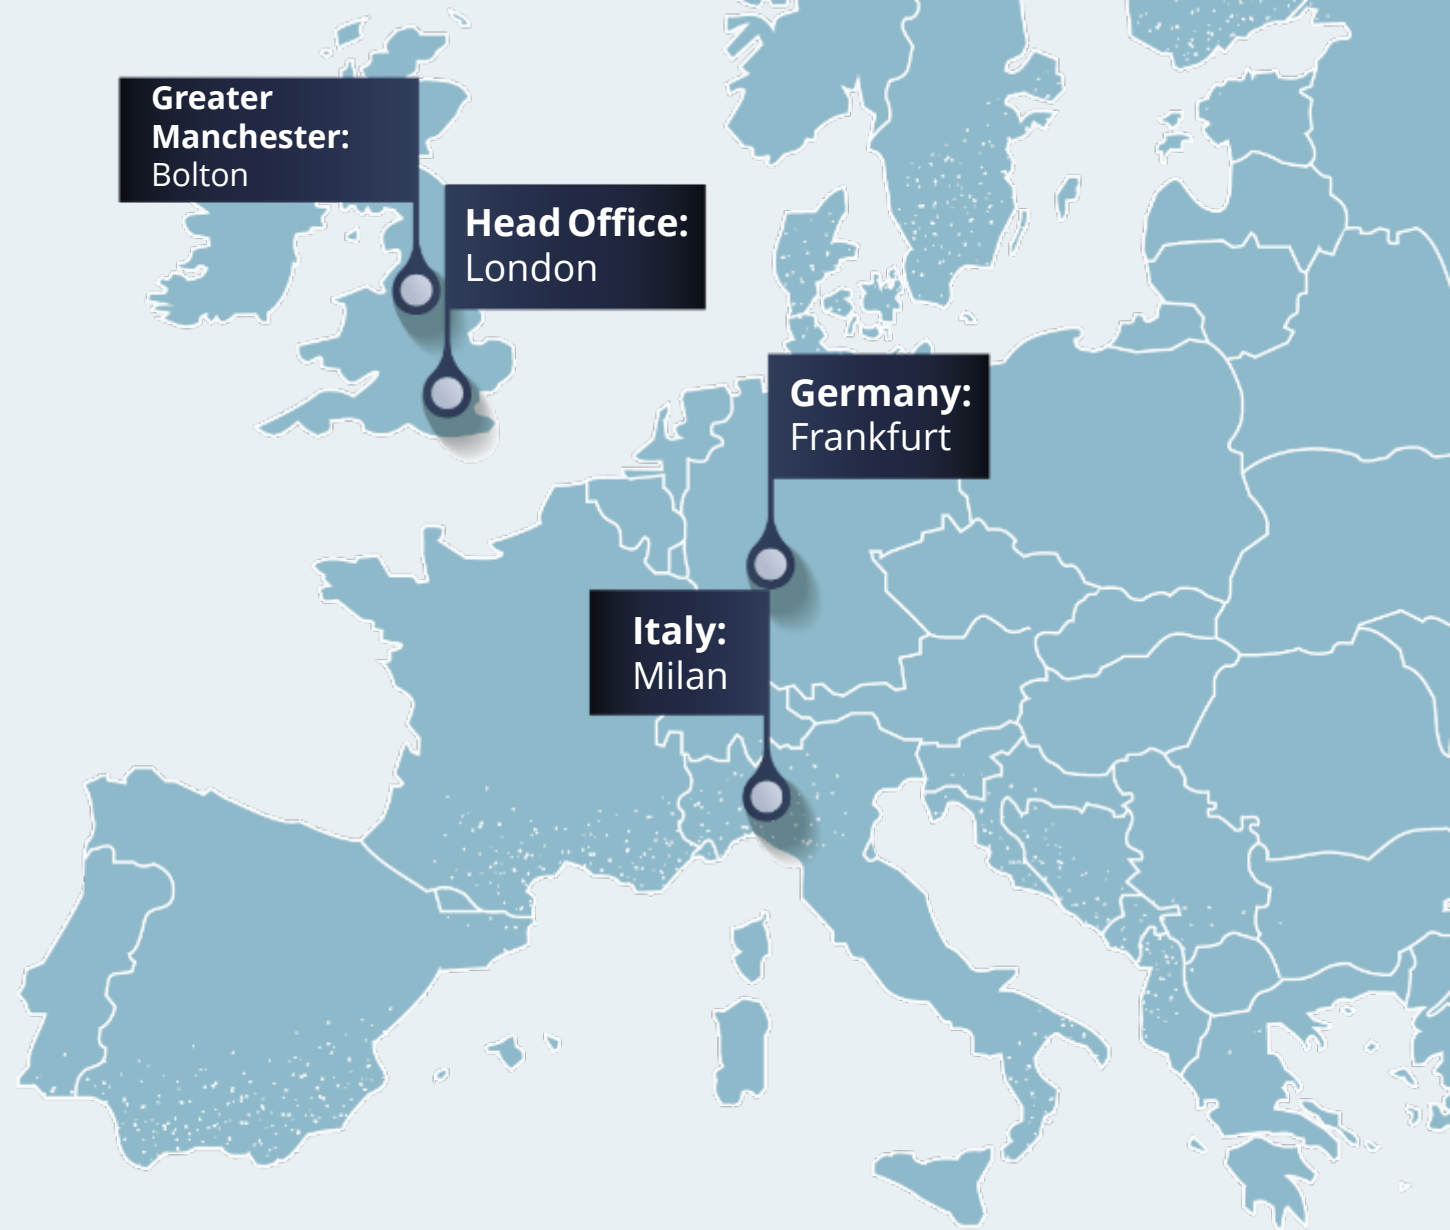 Greater
Manchester:
Bolton
Head Office:
London
Germany:
Frankfurt
Italy:
Milan